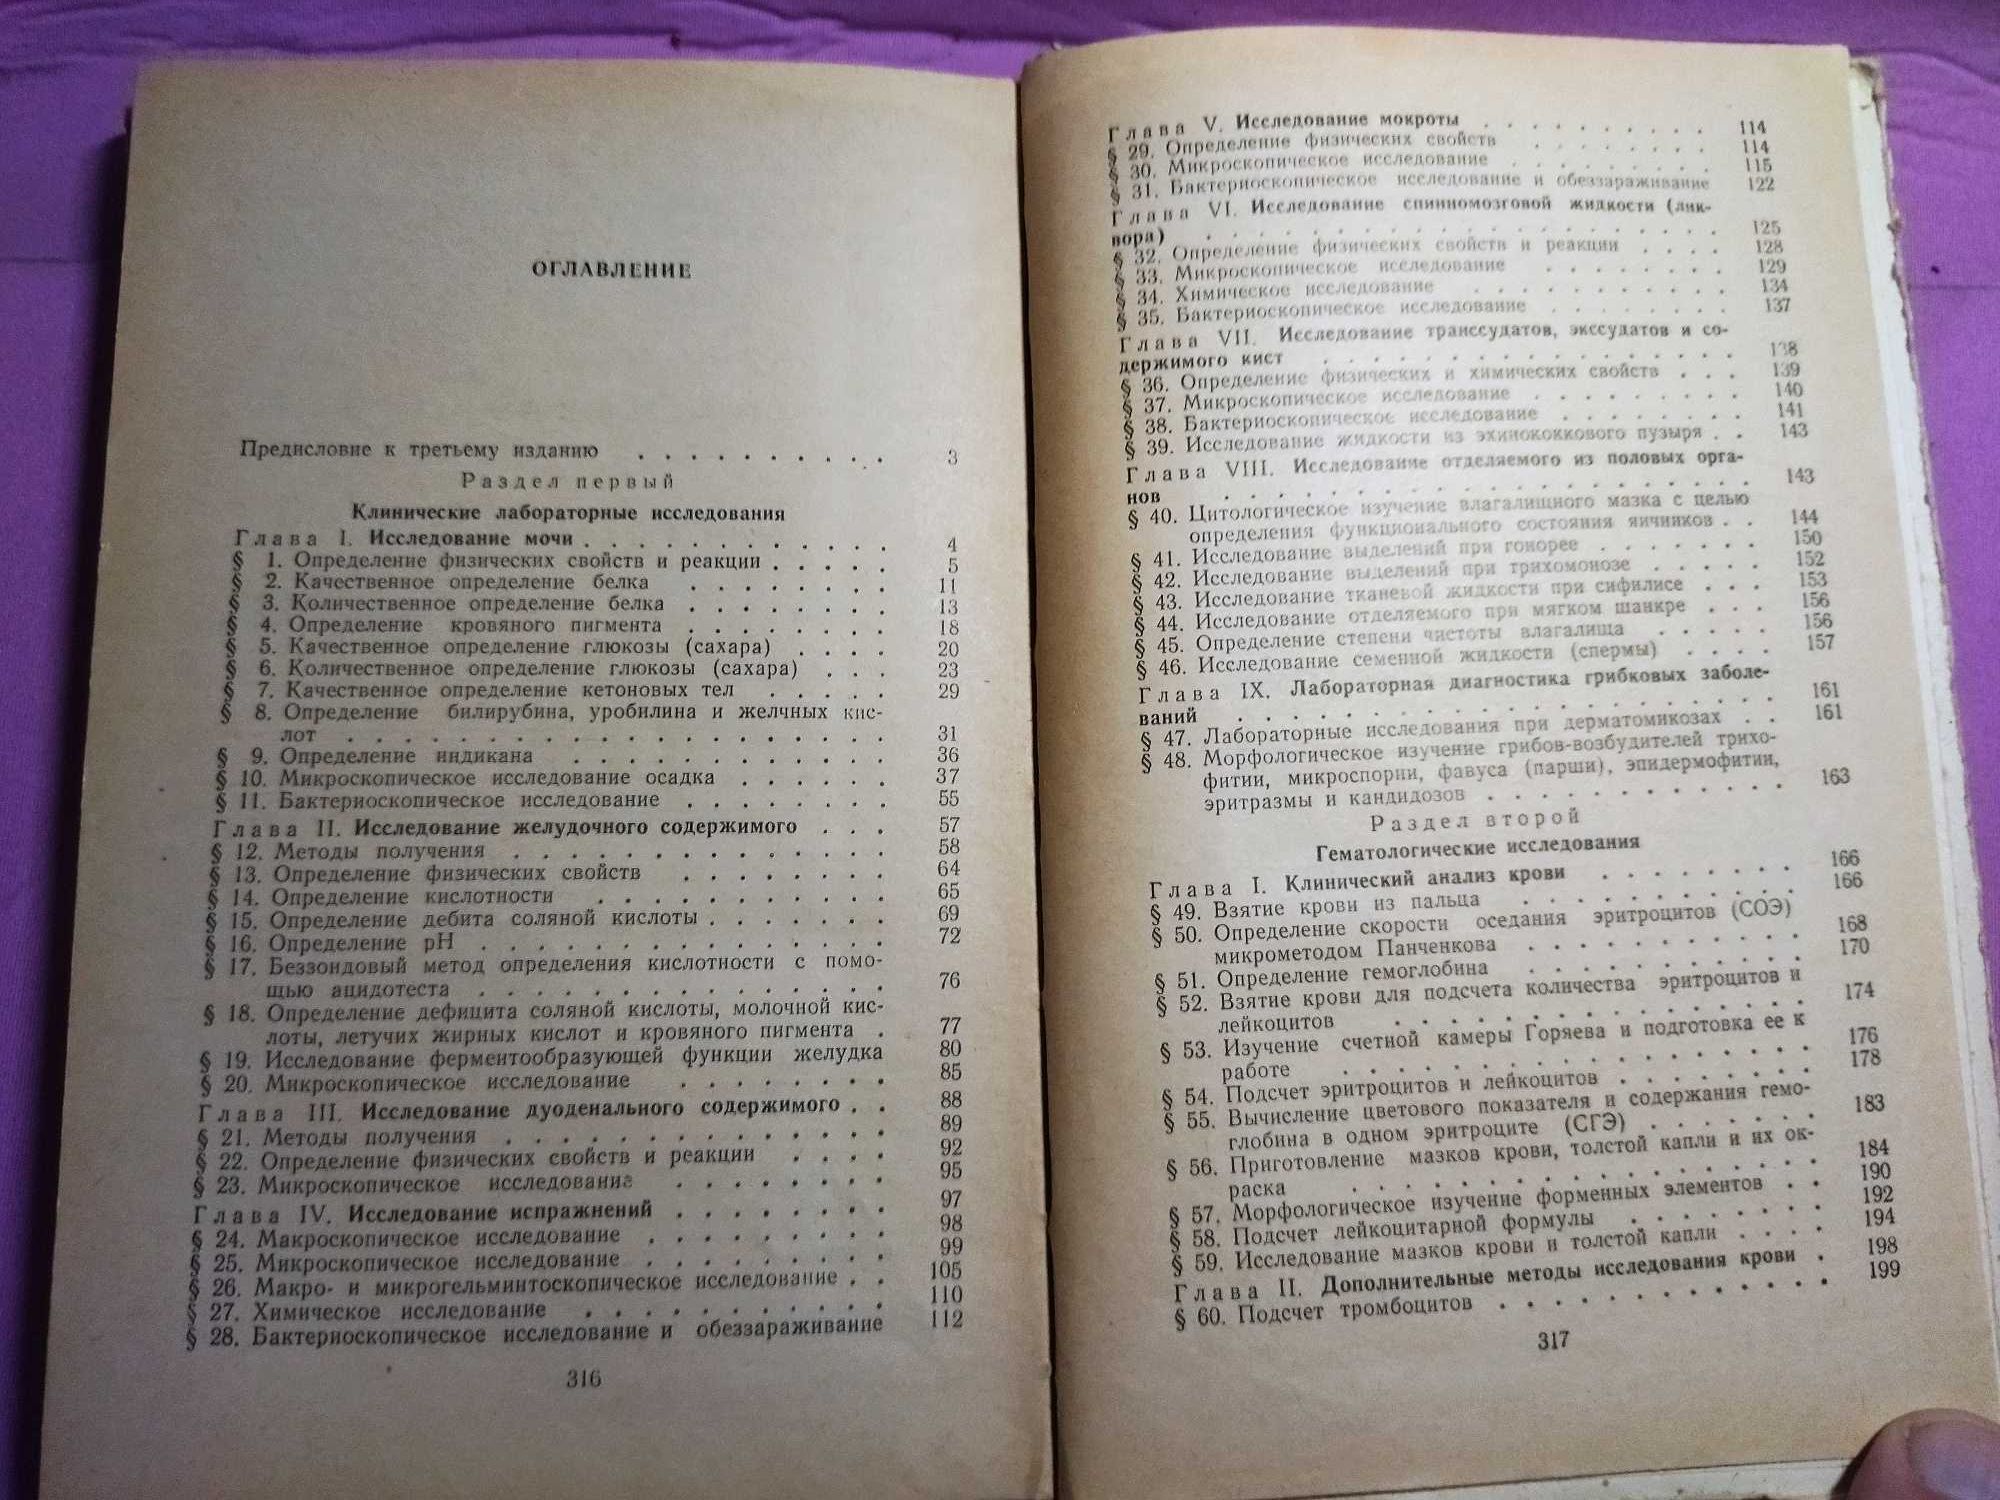 ОГЛАВЛЕНИЕ
Предисловие к третьему изданию . . . . . . . . . . 3
Раздел первый
Клинические лабораторные исследования
Глава I. Исследование мочи . . . . . . . . . . . 4
§ 1. Определение физических свойств и реакции . . . . . 5
§ 2. Качественное определение белка . . . . . . . . 11
§ 3. Количественное определение белка . . . . . . . . 13
§ 4. Определение кровяного пигмента . . . . . . . . 18
§ 5. Качественное определение глюкозы (сахара) . . . . 20
§ 6. Количественное определение глюкозы (сахара) . . . 23
§ 7. Качественное определение кетоновых тел . . . . . 29
§ 8. Определение билирубина, уробилина и желчных кис-
лот . . . . . . . . . . . . . . . . . . . 31
§ 9. Определение индикана . . . . . . . . . . . 36
§ 10. Микроскопическое исследование осадка . . . . . . 37
§ 11. Бактериоскопическое исследование . . . . . . . . 55
Глава II. Исследование желудочного содержимого . . . 57
§ 12. Методы получения . . . . . . . . . . . . . . 58
§ 13. Определение физических свойств . . . . . . . . 64
§ 14. Определение кислотности . . . . . . . . . . . 65
§ 15. Определение дебита соляной кислоты . . . . . . . 69
§ 16. Определение pH . . . . . . . . . . . . . . . 72
§ 17. Беззондовый метод определения кислотности с помо-
щью ацидотеста . . . . . . . . . . . . . . . 76
§ 18. Определение дефицита соляной кислоты, молочной кис-
лоты, летучих жирных кислот и кровяного пигмента . 77
§ 19. Исследование ферментообразующей функции желудка 80
§ 20. Микроскопическое исследование . . . . . . . . 85
Глава III. Исследование дуоденального содержимого . . 88
§ 21. Методы получения . . . . . . . . . . . . . . 89
§ 22. Определение физических свойств и реакции . . . . 92
§ 23. Микроскопическое исследование . . . . . . . . 95
Глава IV. Исследование испражнений . . . . . . . . 97
§ 24. Макроскопическое исследование . . . . . . . . . 98
§ 25. Микроскопическое исследование . . . . . . . . . 99
§ 26. Макро- и микрогельминтоскопическое исследование . . 105
§ 27. Химическое исследование . . . . . . . . . . . 110
§ 28. Бактериоскопическое исследование и обеззараживание 112
316
Глава V. Исследование мокроты . . . . . . . . . . 114
§ 29. Определение физических свойств . . . . . . . . 114
§ 30. Микроскопическое исследование . . . . . . . . . 115
§ 31. Бактериоскопическое исследование и обеззараживание 122
Глава VI. Исследование спинномозговой жидкости (лик-
вора) . . . . . . . . . . . . . . . . . . . 125
§ 32. Определение физических свойств и реакции . . . . 128
§ 33. Микроскопическое исследование . . . . . . . . 129
§ 34. Химическое исследование . . . . . . . . . . . 134
§ 35. Бактериоскопическое исследование . . . . . . . . 137
Глава VII. Исследование транссудатов, экссудатов и со-
держимого кист . . . . . . . . . . . . . . . 138
§ 36. Определение физических и химических свойств . . . 139
§ 37. Микроскопическое исследование . . . . . . . . . 140
§ 38. Бактериоскопическое исследование . . . . . . . . 141
§ 39. Исследование жидкости из эхинококкового пузыря . . 143
Глава VIII. Исследование отделяемого из половых орга-
нов . . . . . . . . . . . . . . . . . . . 143
§ 40. Цитологическое изучение влагалищного мазка с целью
определения функционального состояния яичников . . 144
§ 41. Исследование выделений при гонорее . . . . . . . 150
§ 42. Исследование выделений при трихомонозе . . . . . 152
§ 43. Исследование тканевой жидкости при сифилисе . . . 153
§ 44. Исследование отделяемого при мягком шанкре . . . 156
§ 45. Определение степени чистоты влагалища . . . . . 156
§ 46. Исследование семенной жидкости (спермы) . . . . 157
Глава IX. Лабораторная диагностика грибковых заболе-
ваний . . . . . . . . . . . . . . . . . . . 161
§ 47. Лабораторные исследования при дерматомикозах . . 161
§ 48. Морфологическое изучение грибов-возбудителей трихо-
фитии, микроспории, фавуса (парши), эпидермофитии,
эритразмы и кандидозов . . . . . . . . . . . . 163
Раздел второй
Гематологические исследования
Глава I. Клинический анализ крови . . . . . . . . 166
§ 49. Взятие крови из пальца . . . . . . . . . . . 166
§ 50. Определение скорости оседания эритроцитов (СОЭ)
микрометодом Панченкова . . . . . . . . . . . 168
§ 51. Определение гемоглобина . . . . . . . . . . . 170
§ 52. Взятие крови для подсчета количества эритроцитов и
лейкоцитов . . . . . . . . . . . . . . . . 174
§ 53. Изучение счетной камеры Горяева и подготовка ее к
работе . . . . . . . . . . . . . . . . . 176
§ 54. Подсчет эритроцитов и лейкоцитов . . . . . . . . 178
§ 55. Вычисление цветового показателя и содержания гемо-
глобина в одном эритроците (СГЭ) . . . . . . . 183
§ 56. Приготовление мазков крови, толстой капли и их ок-
раска . . . . . . . . . . . . . . . . . . 184
§ 57. Морфологическое изучение форменных элементов . . 190
§ 58. Подсчет лейкоцитарной формулы . . . . . . . . 192
§ 59. Исследование мазков крови и толстой капли . . . . 194
Глава II. Дополнительные методы исследования крови . 198
§ 60. Подсчет тромбоцитов . . . . . . . . . . . . . 199
317